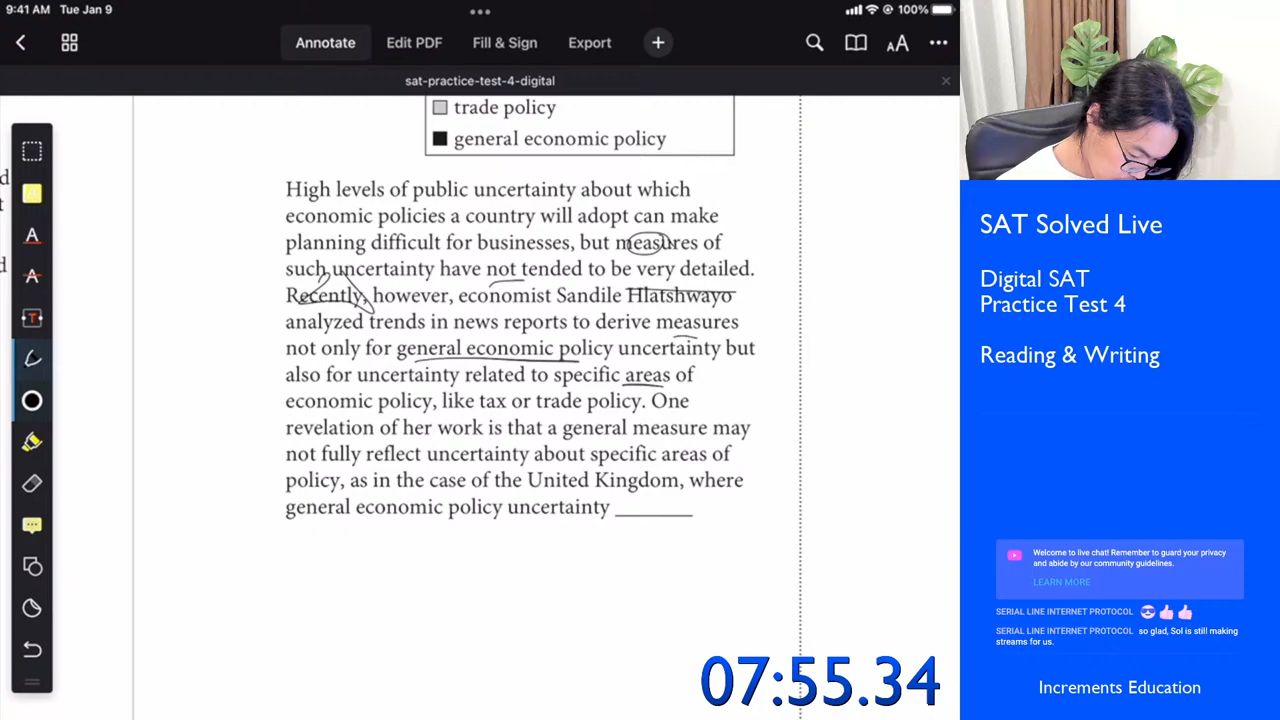 9:41 AM Tue Jan 9
100%
Annotate
Edit PDF
Fill & Sign
Export
AA
sat-practice-test-4-digital
trade policy
general economic policy
High levels of public uncertainty about which
economic policies a country will adopt can make
planning difficult for businesses, but measures of
such uncertainty have not tended to be very detailed.
Recently, however, economist Sandile Hlatshwayo
analyzed trends in news reports to derive measures
not only for general economic policy uncertainty but
also for uncertainty related to specific areas of
economic policy, like tax or trade policy. One
revelation of her work is that a general measure may
not fully reflect uncertainty about specific areas of
policy, as in the case of the United Kingdom, where
general economic policy uncertainty ________
07:55.34
SAT Solved Live
Digital SAT
Practice Test 4
Reading & Writing
Welcome to live chat! Remember to guard your privacy
and abide by our community guidelines.
LEARN MORE
SERIAL LINE INTERNET PROTOCOL
SERIAL LINE INTERNET PROTOCOL so glad, Sol is still making
streams for us.
Increments Education